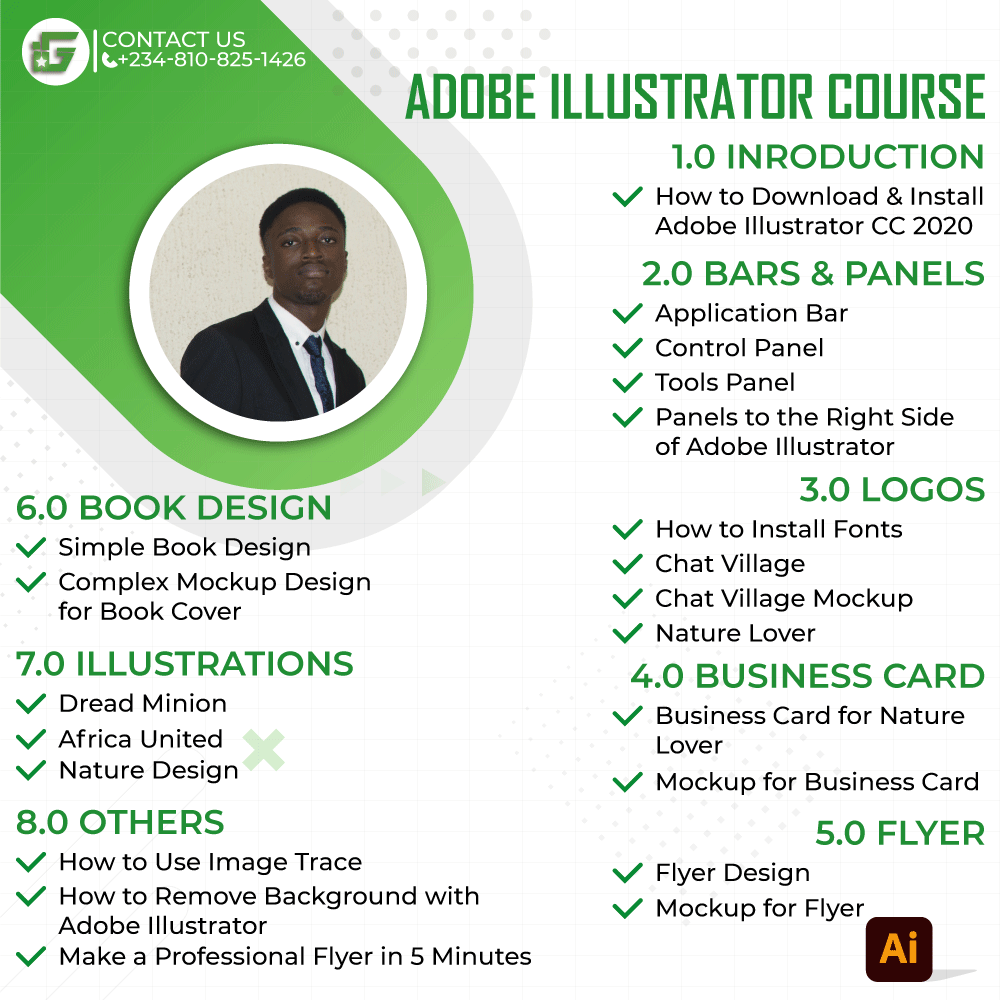 CONTACT US
+234-810-825-1426
ADOBE ILLUSTRATOR COURSE
1.0 INRODUCTION
How to Download & Install
Adobe Illustrator CC 2020
2.0 BARS & PANELS
Application Bar
Control Panel
Tools Panel
Panels to the Right Side
of Adobe Illustrator
3.0 LOGOS
How to Install Fonts
Chat Village
Chat Village Mockup
Nature Lover
4.0 BUSINESS CARD
Business Card for Nature
Lover
Mockup for Business Card
5.0 FLYER
Flyer Design
Mockup for Flyer
6.0 BOOK DESIGN
Simple Book Design
Complex Mockup Design
for Book Cover
7.0 ILLUSTRATIONS
Dread Minion
Africa United
Nature Design
8.0 OTHERS
How to Use Image Trace
How to Remove Background with
Adobe Illustrator
Make a Professional Flyer in 5 Minutes
Ai